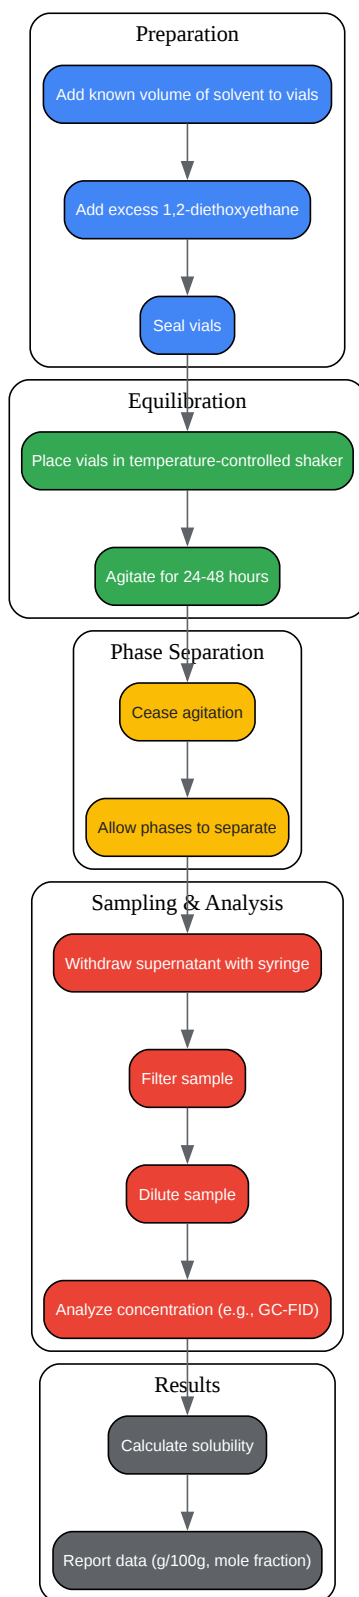 Preparation
Add known volume of solvent to vials
Add excess 1,2-diethoxyethane
Seal vials
Equilibration
Place vials in temperature-controlled shaker
Agitate for 24-48 hours
Phase Separation
Cease agitation
Allow phases to separate
Sampling & Analysis
Withdraw supernatant with syringe
Filter sample
Dilute sample
Analyze concentration (e.g., GC-FID)
Results
Calculate solubility
Report data (g/100g, mole fraction)